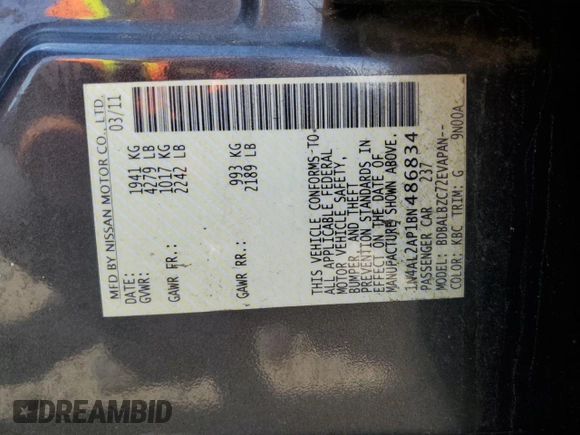 MFD BY NISSAN MOTOR CO., LTD.
DATE: 03/11
GVWR: 1941 KG
4279 LB
GAWR FR.: 1017 KG
2242 LB
GAWR RR: 993 KG
2189 LB
THIS VEHICLE CONFORMS TO
ALL APPLICABLE FEDERAL
MOTOR VEHICLE SAFETY,
BUMPER, AND THEFT
PREVENTION STANDARDS IN
EFFECT ON THE DATE OF
MANUFACTURE SHOWN ABOVE.
1N4AL2AP1BN486834
PASSENGER CAR 237
MODEL: BDBALBZC72EVAPAN--
COLOR: KBC TRIM: G 9N00A
DREAMBID